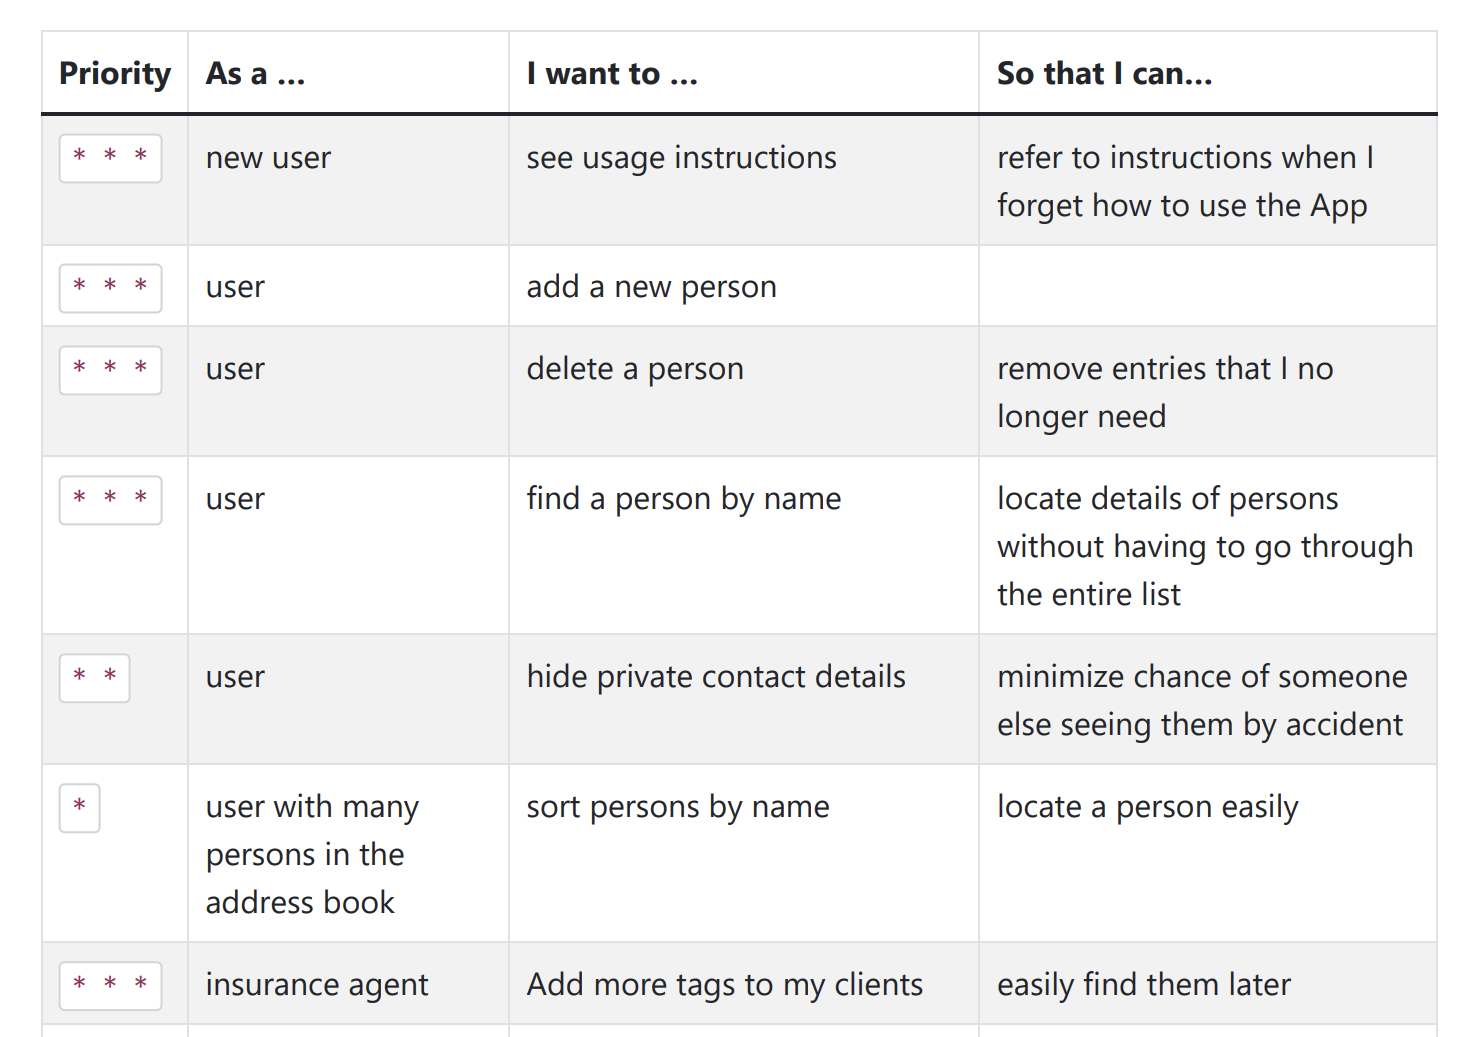 Priority As a ... I want to ... So that I can...
* * * new user see usage instructions refer to instructions when I
forget how to use the App
* * * user add a new person
* * * user delete a person remove entries that I no
longer need
* * * user find a person by name locate details of persons
without having to go through
the entire list
* * user hide private contact details minimize chance of someone
else seeing them by accident
* user with many sort persons by name locate a person easily
persons in the
address book
* * * insurance agent Add more tags to my clients easily find them later